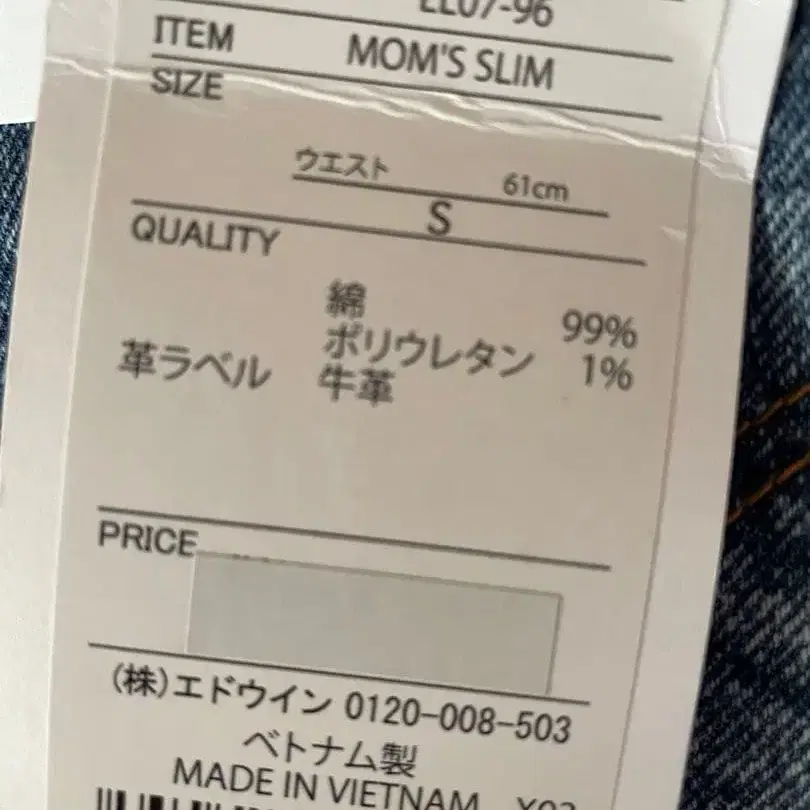 LL07-96
ITEM MOM'S SLIM
SIZE
ウエスト 61cm
S
QUALITY
綿 99%
ポリウレタン 1%
革ラベル 牛革
PRICE
(株)エドウイン 0120-008-503
ベトナム製
MADE IN VIETNAM